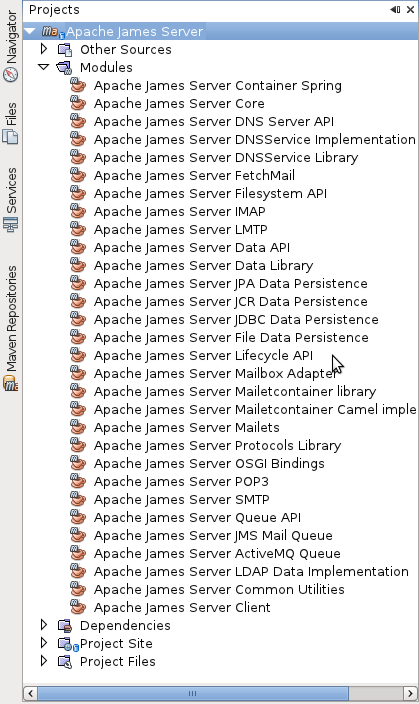 Projects
Apache James Server
Other Sources
Modules
Apache James Server Container Spring
Apache James Server Core
Apache James Server DNS Server API
Apache James Server DNSService Implementation
Apache James Server DNSService Library
Apache James Server FetchMail
Apache James Server Filesystem API
Apache James Server IMAP
Apache James Server LMTP
Apache James Server Data API
Apache James Server Data Library
Apache James Server JPA Data Persistence
Apache James Server JCR Data Persistence
Apache James Server JDBC Data Persistence
Apache James Server File Data Persistence
Apache James Server Lifecycle API
Apache James Server Mailbox Adapter
Apache James Server Mailetcontainer library
Apache James Server Mailetcontainer Camel imple
Apache James Server Mailets
Apache James Server Protocols Library
Apache James Server OSGI Bindings
Apache James Server POP3
Apache James Server SMTP
Apache James Server Queue API
Apache James Server JMS Mail Queue
Apache James Server ActiveMQ Queue
Apache James Server LDAP Data Implementation
Apache James Server Common Utilities
Apache James Server Client
Dependencies
Project Site
Project Files
Navigator
Files
Services
Maven Repositories